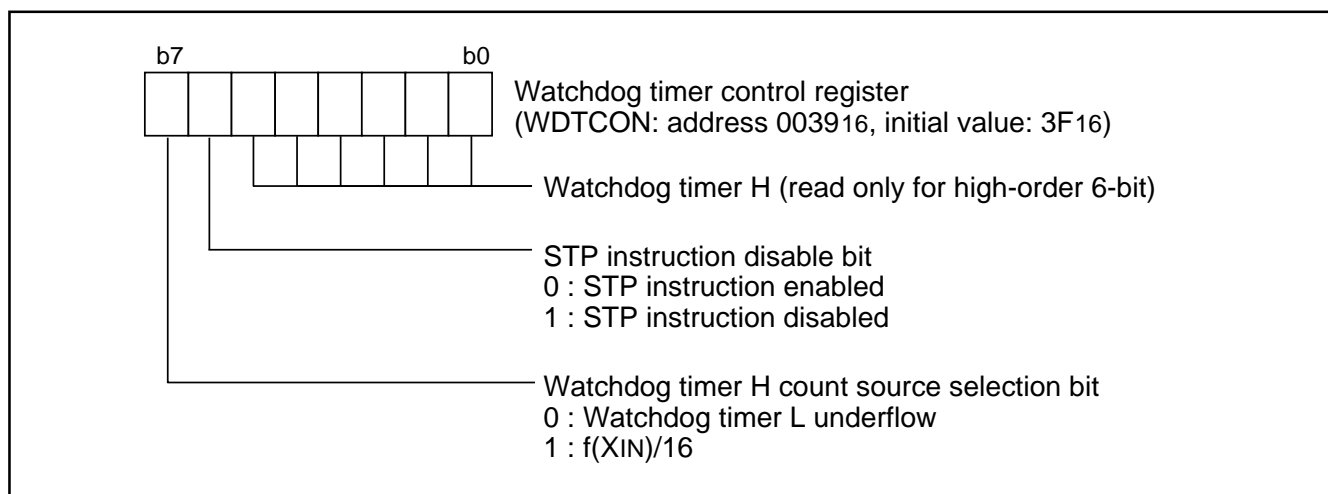 b7 b0
Watchdog timer control register
(WDTCON: address 003916, initial value: 3F16)
Watchdog timer H (read only for high-order 6-bit)
STP instruction disable bit
0 : STP instruction enabled
1 : STP instruction disabled
Watchdog timer H count source selection bit
0 : Watchdog timer L underflow
1 : f(XIN)/16